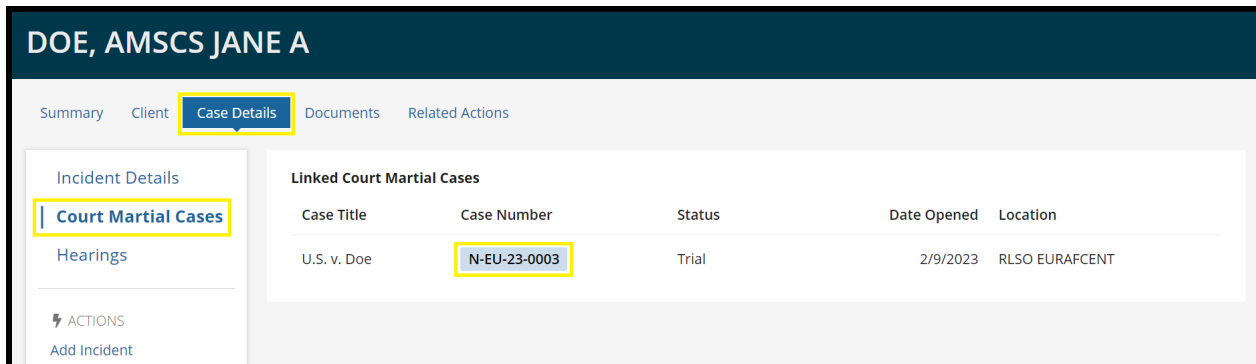 DOE, AMSCS JANE A
Summary Client Case Details Documents Related Actions
Incident Details
Court Martial Cases
Hearings
ACTIONS
Add Incident
Linked Court Martial Cases
Case Title Case Number Status Date Opened Location
U.S. v. Doe N-EU-23-0003 Trial 2/9/2023 RLSO EURAFCENT